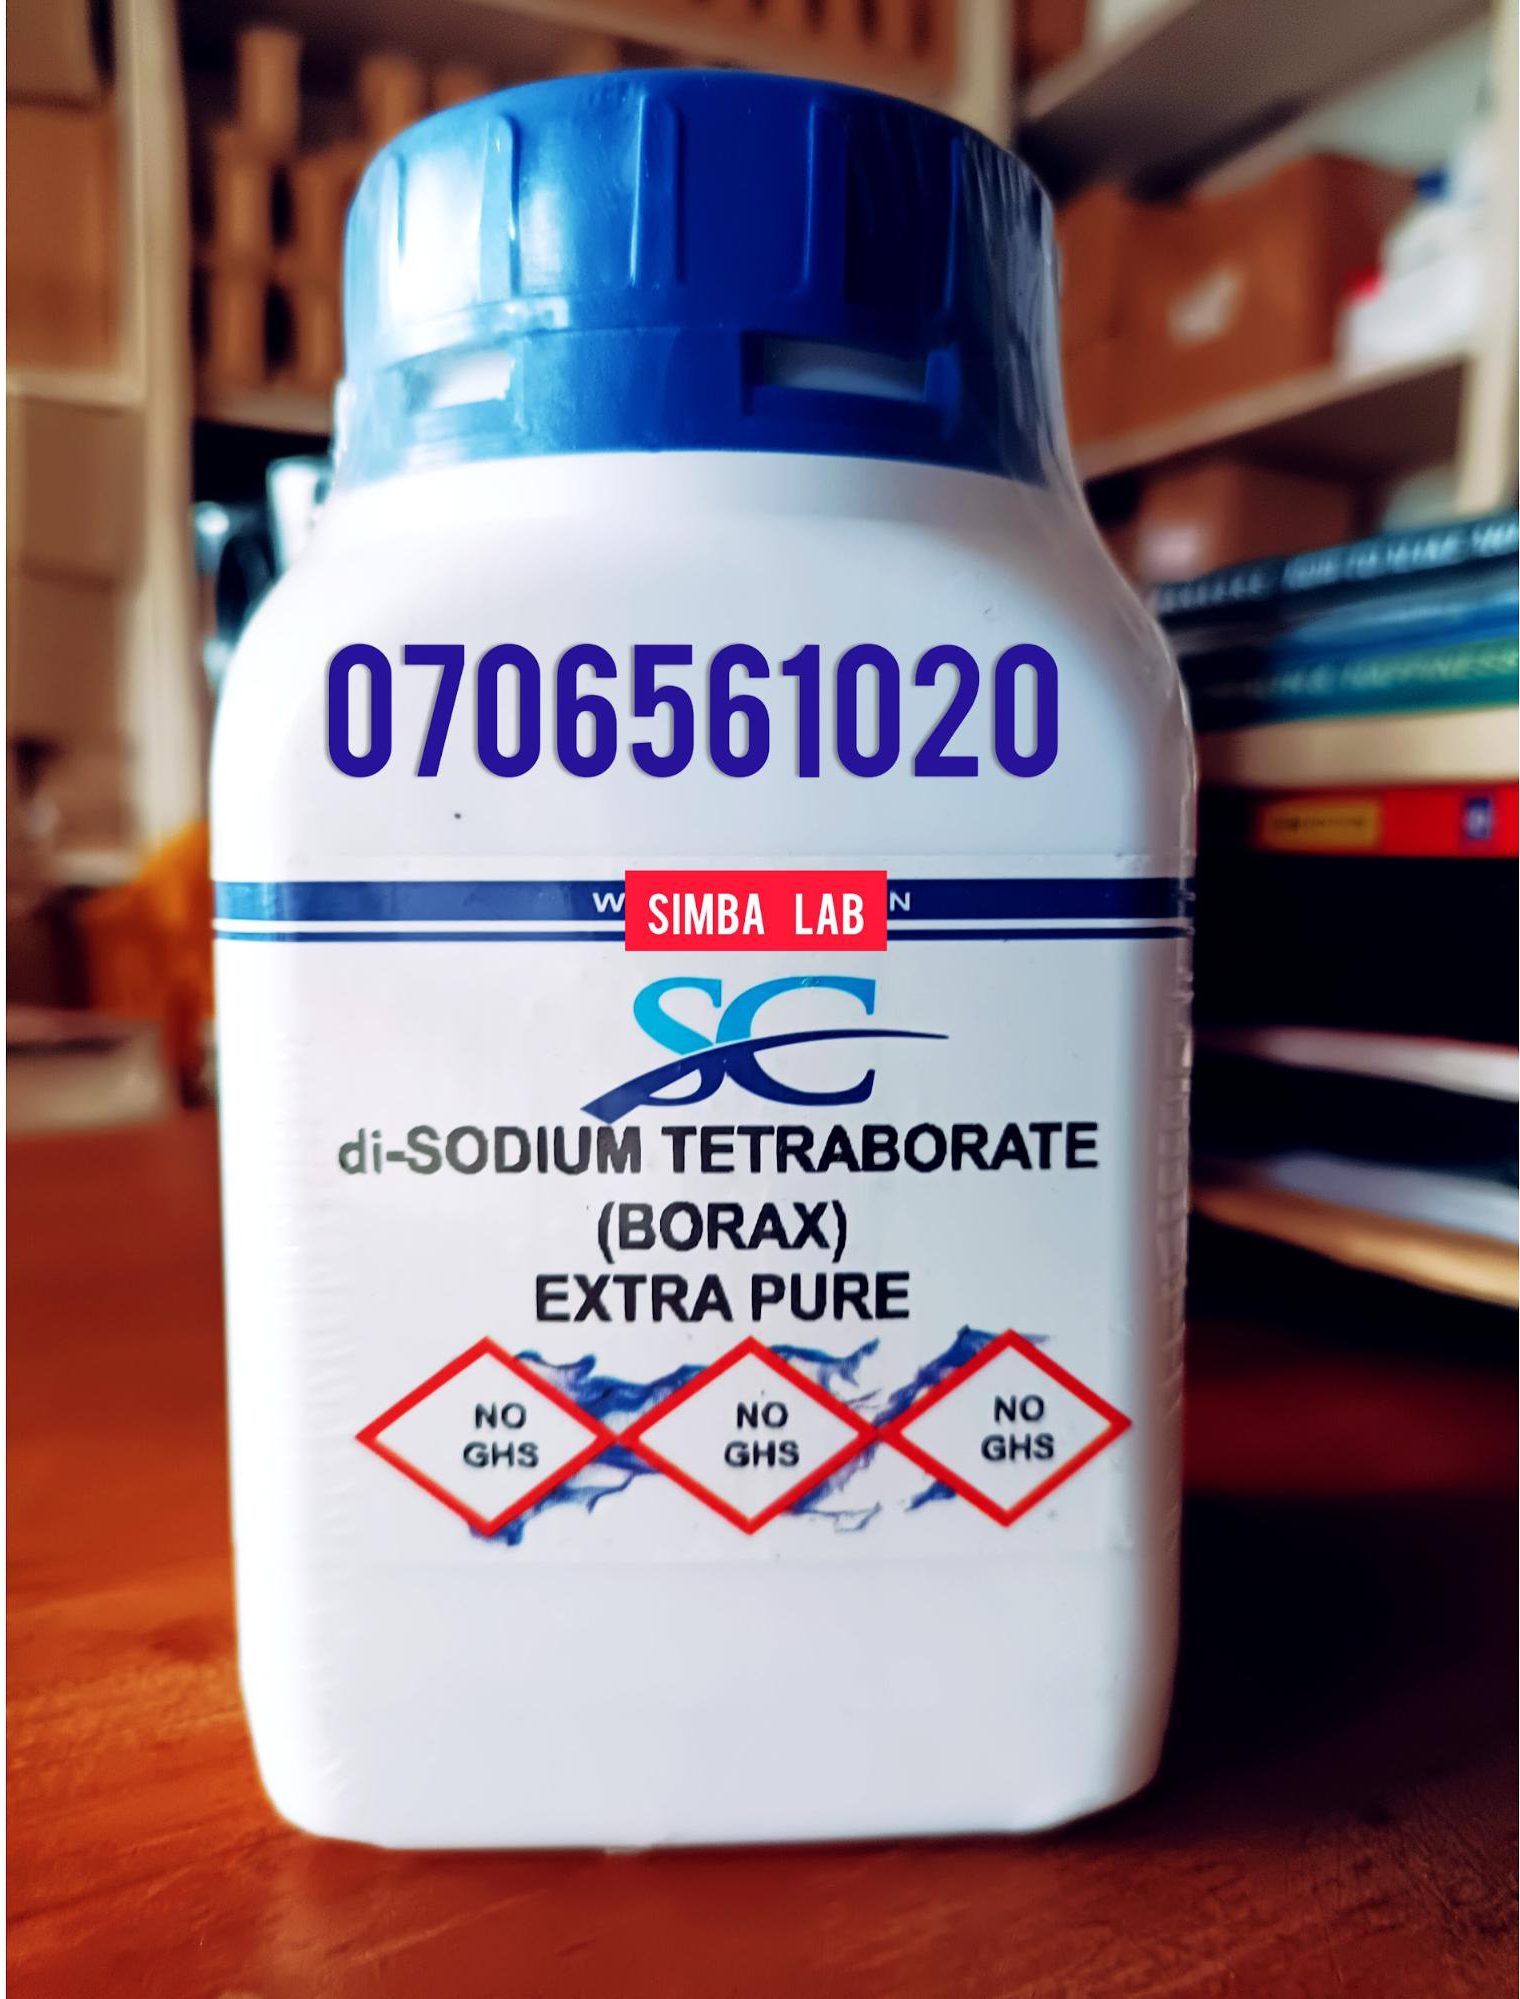 0706561020
SIMBA LAB
SC
di-SODIUM TETRABORATE
(BORAX)
EXTRA PURE
NO
GHS
NO
GHS
NO
GHS